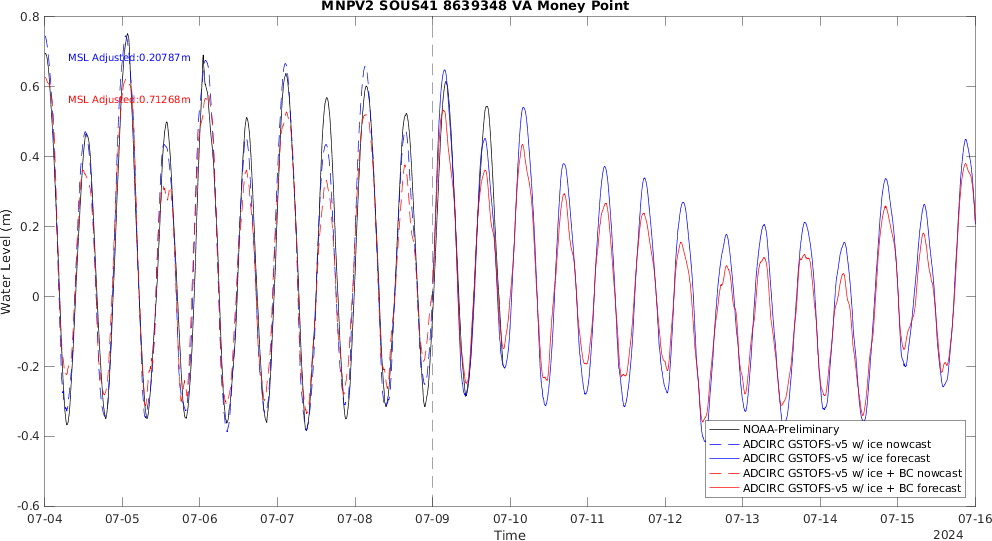 MNPV2 SOUS41 8639348 VA Money Point
0.8
0.6
0.4
0.2
0
-0.2
-0.4
-0.6
Water Level (m)
MSL Adjusted:0.20787m
MSL Adjusted:0.71268m
NOAA-Preliminary
ADCIRC GSTOFS-v5 w/ ice nowcast
ADCIRC GSTOFS-v5 w/ ice forecast
ADCIRC GSTOFS-v5 w/ ice + BC nowcast
ADCIRC GSTOFS-v5 w/ ice + BC forecast
07-04 07-05 07-06 07-07 07-08 07-09 07-10 07-11 07-12 07-13 07-14 07-15 07-16
Time
2024